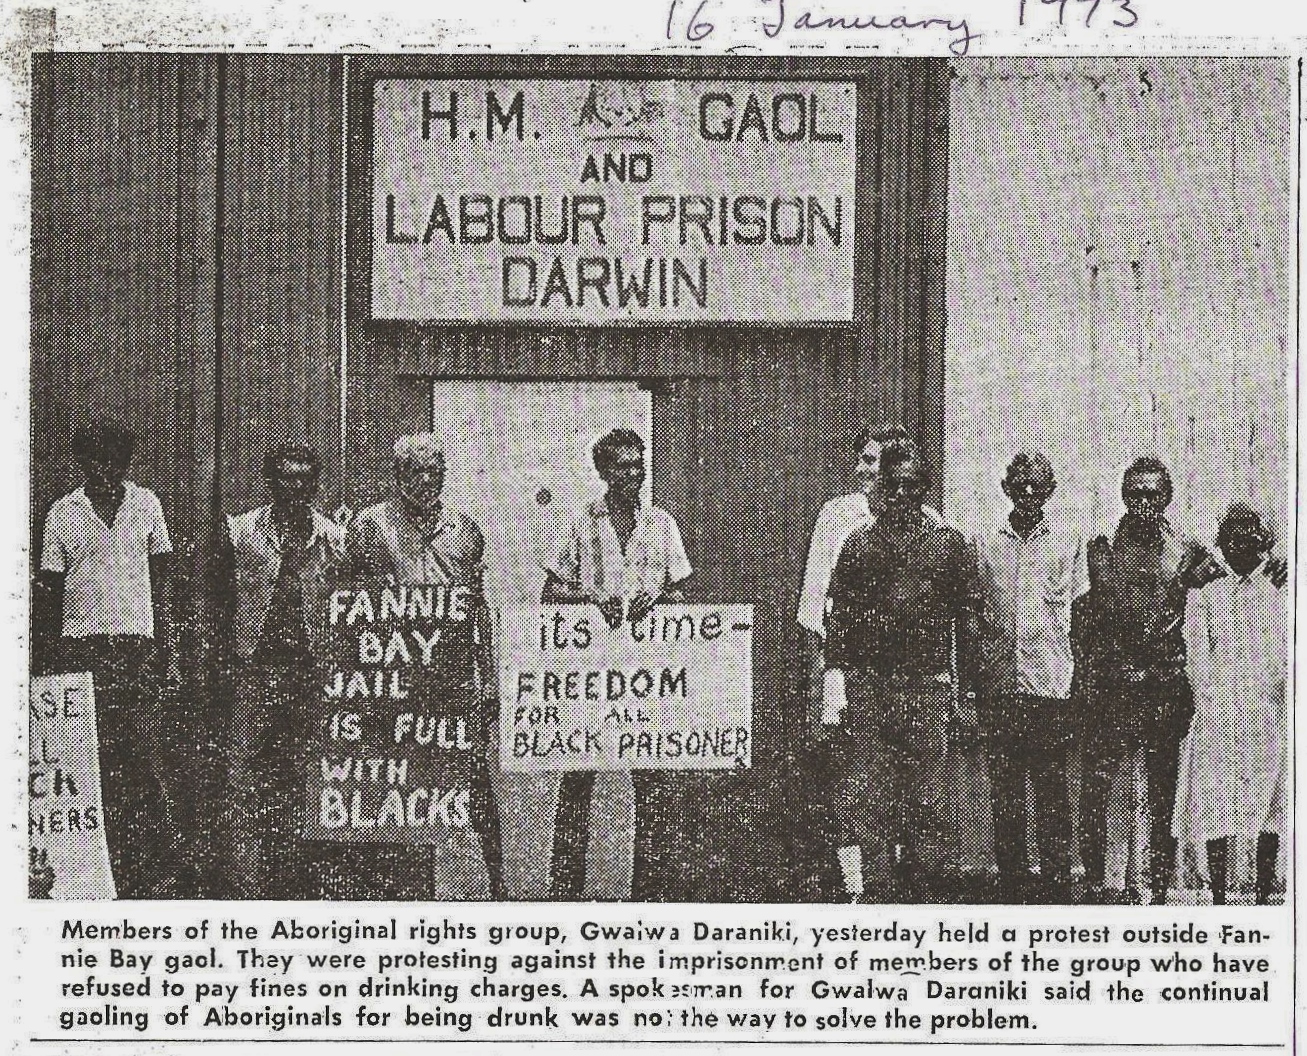 16 January 1973
H.M. GAOL
AND
LABOUR PRISON
DARWIN
FANNIE
BAY
JAIL
IS FULL
WITH
BLACKS
its time-
FREEDOM
FOR ALL
BLACK PRISONER
SE
L
CK
NERS
Members of the Aboriginal rights group, Gwalwa Daraniki, yesterday held a protest outside Fan-
nie Bay gaol. They were protesting against the imprisonment of members of the group who have
refused to pay fines on drinking charges. A spokesman for Gwalwa Daraniki said the continual
gaoling of Aboriginals for being drunk was not the way to solve the problem.